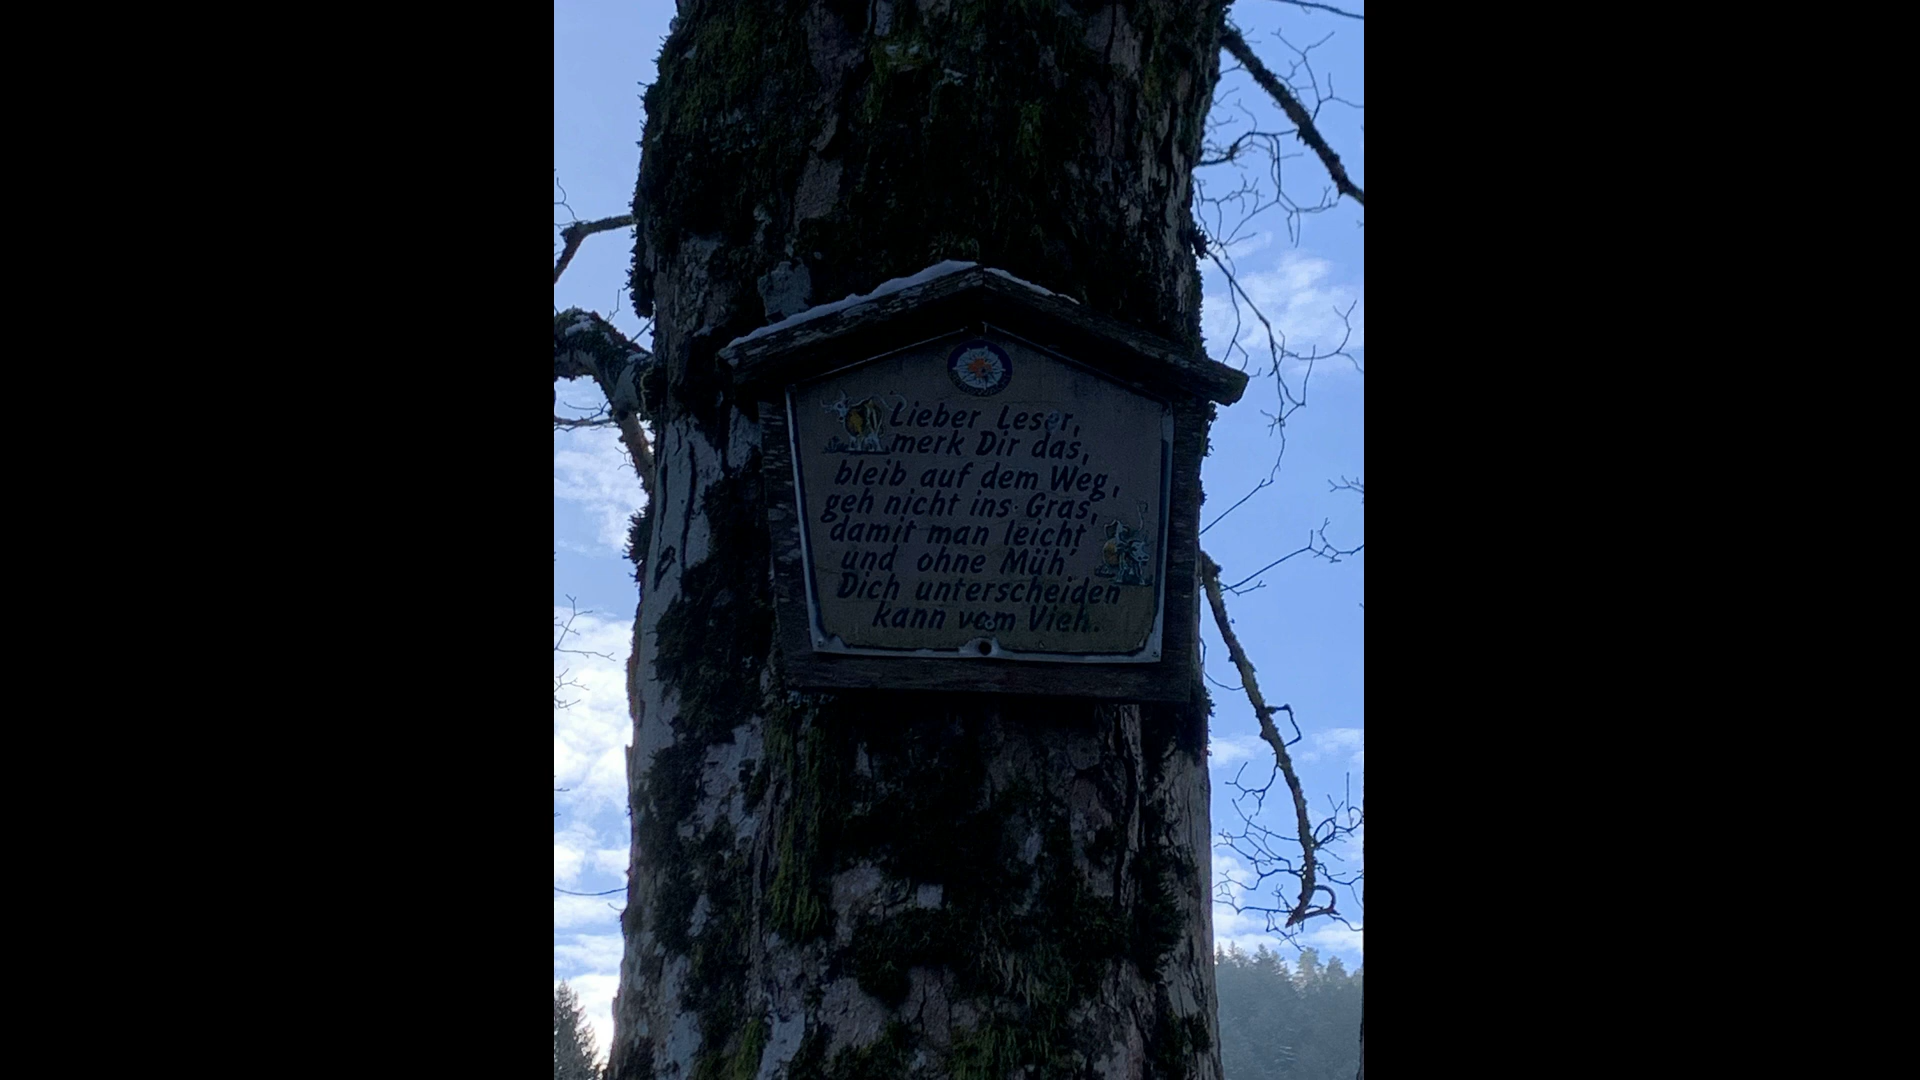 Lieber Leser,
merk Dir das,
bleib auf dem Weg,
geh nicht ins Gras,
damit man leicht,
und ohne Müh
Dich unterscheiden
kann vom Vieh.